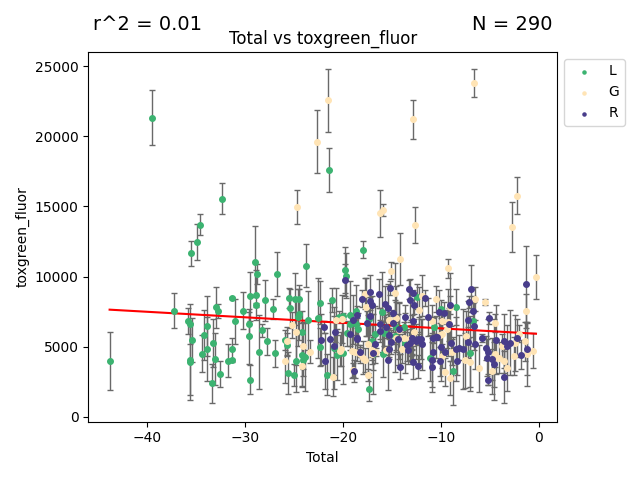 r^2 = 0.01
N = 290
Total vs toxgreen_fluor
25000
20000
15000
10000
5000
0
toxgreen_fluor
−40
−30
−20
−10
0
Total
L
G
R